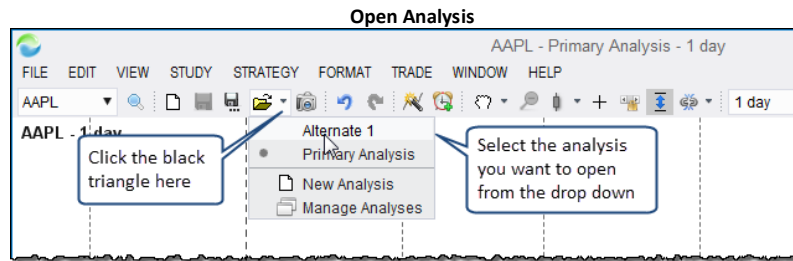 Open Analysis
AAPL - Primary Analysis - 1 day
FILE EDIT VIEW STUDY STRATEGY FORMAT TRADE WINDOW HELP
AAPL 1 day
AAPL - 1 day
Click the black
triangle here
Alternate 1
Primary Analysis
New Analysis
Manage Analyses
Select the analysis
you want to open
from the drop down